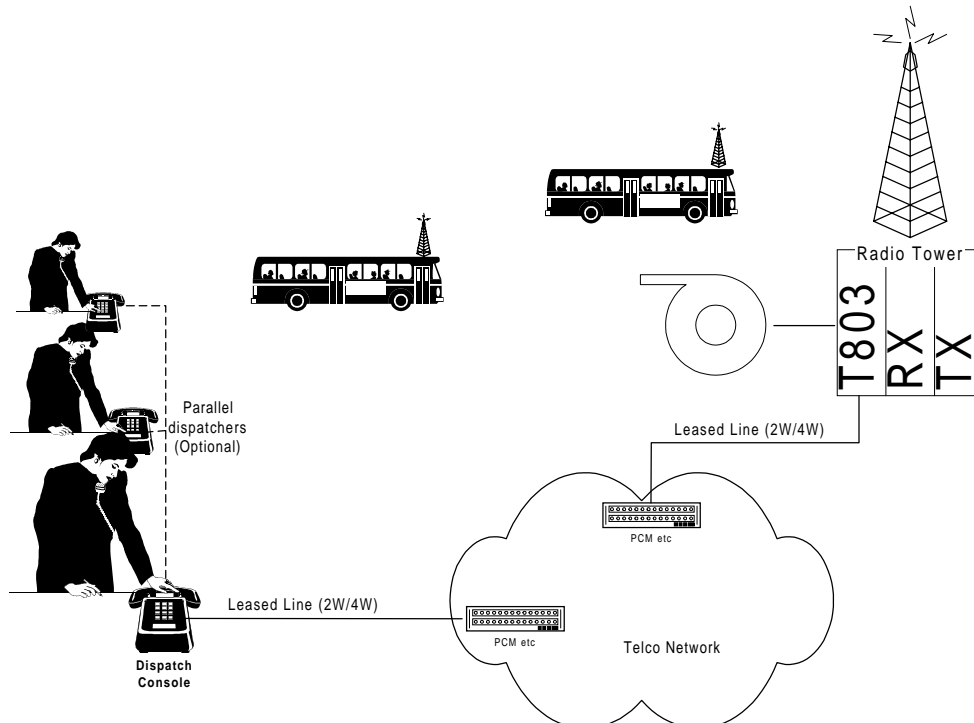 Radio Tower
T803
RX
TX
Parallel
dispatchers
(Optional)
Leased Line (2W/4W)
PCM etc
Leased Line (2W/4W)
PCM etc
Telco Network
Dispatch
Console